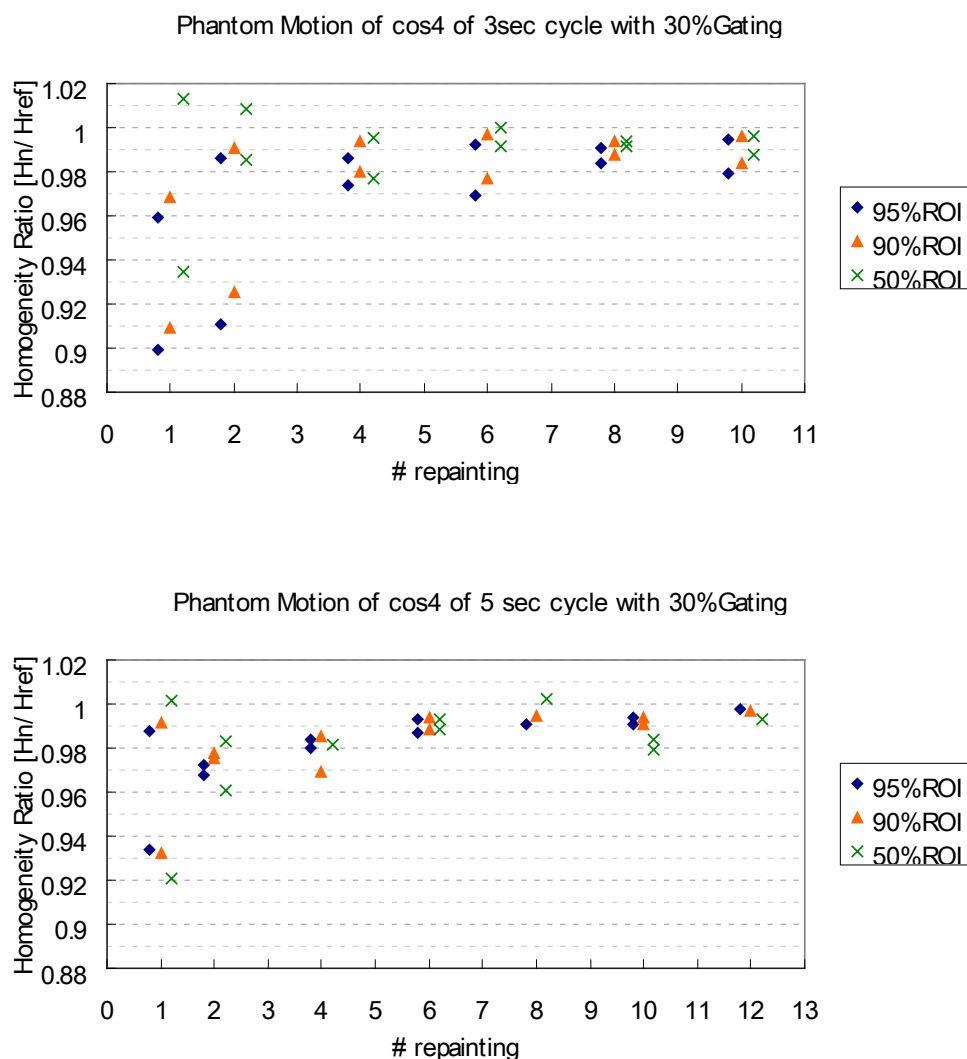 Phantom Motion of cos4 of 3sec cycle with 30%Gating
Homogeneity Ratio [Hn/ Href]
1.02
1
0.98
0.96
0.94
0.92
0.9
0.88
0 1 2 3 4 5 6 7 8 9 10 11
# repainting
95%ROI
90%ROI
50%ROI
Phantom Motion of cos4 of 5 sec cycle with 30%Gating
Homogeneity Ratio [Hn/ Href]
1.02
1
0.98
0.96
0.94
0.92
0.9
0.88
0 1 2 3 4 5 6 7 8 9 10 11 12 13
# repainting
95%ROI
90%ROI
50%ROI